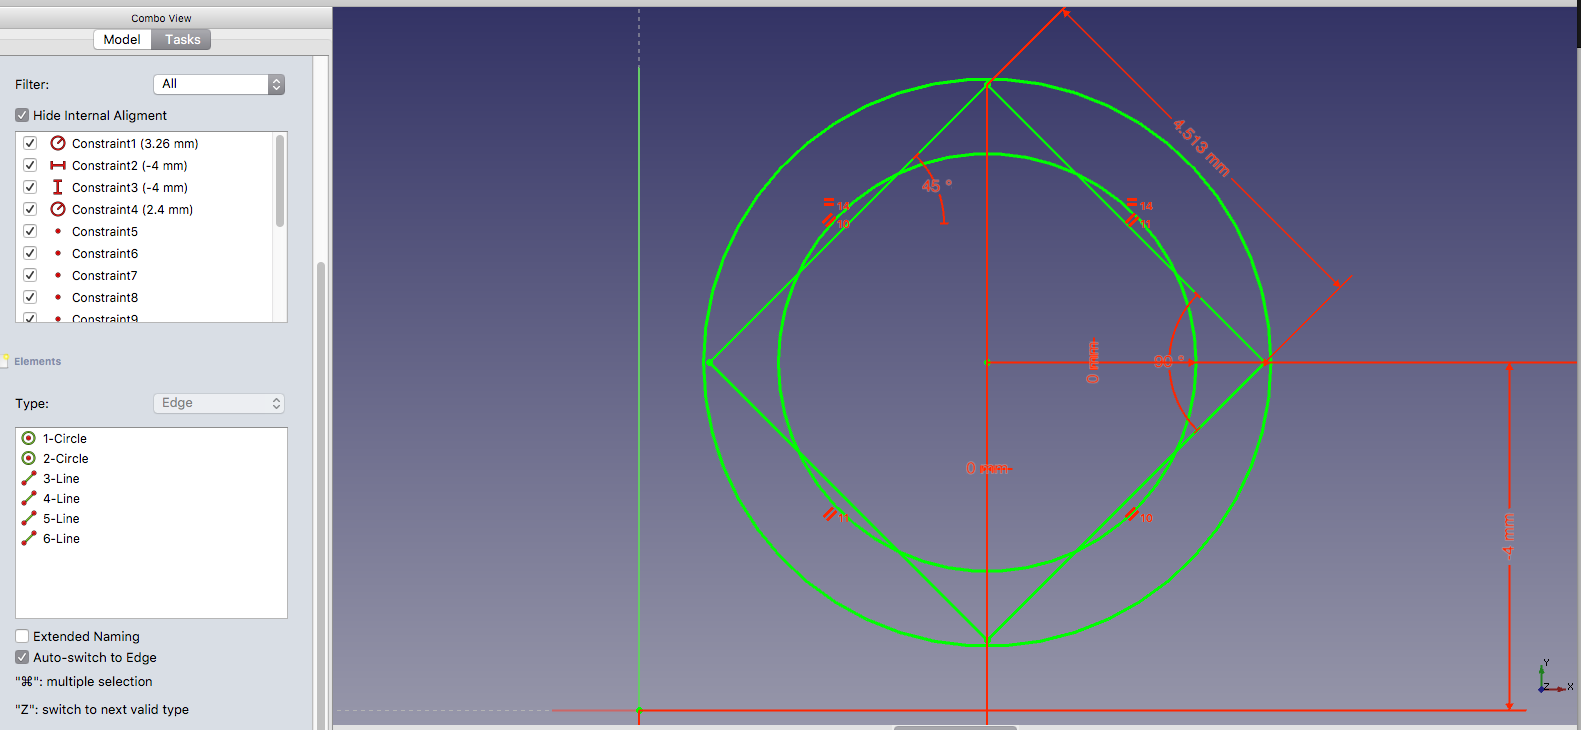 Combo View
Model Tasks
Filter: All
Hide Internal Aligment
Constraint1 (3.26 mm)
Constraint2 (-4 mm)
Constraint3 (-4 mm)
Constraint4 (2.4 mm)
Constraint5
Constraint6
Constraint7
Constraint8
Constraint9
Elements
Type: Edge
1-Circle
2-Circle
3-Line
4-Line
5-Line
6-Line
Extended Naming
Auto-switch to Edge
"⌘": multiple selection
"Z": switch to next valid type
4.513 mm
45 °
14
10
14
11
0 mm
90 °
0 mm
11
10
-4 mm
Y
Z
X